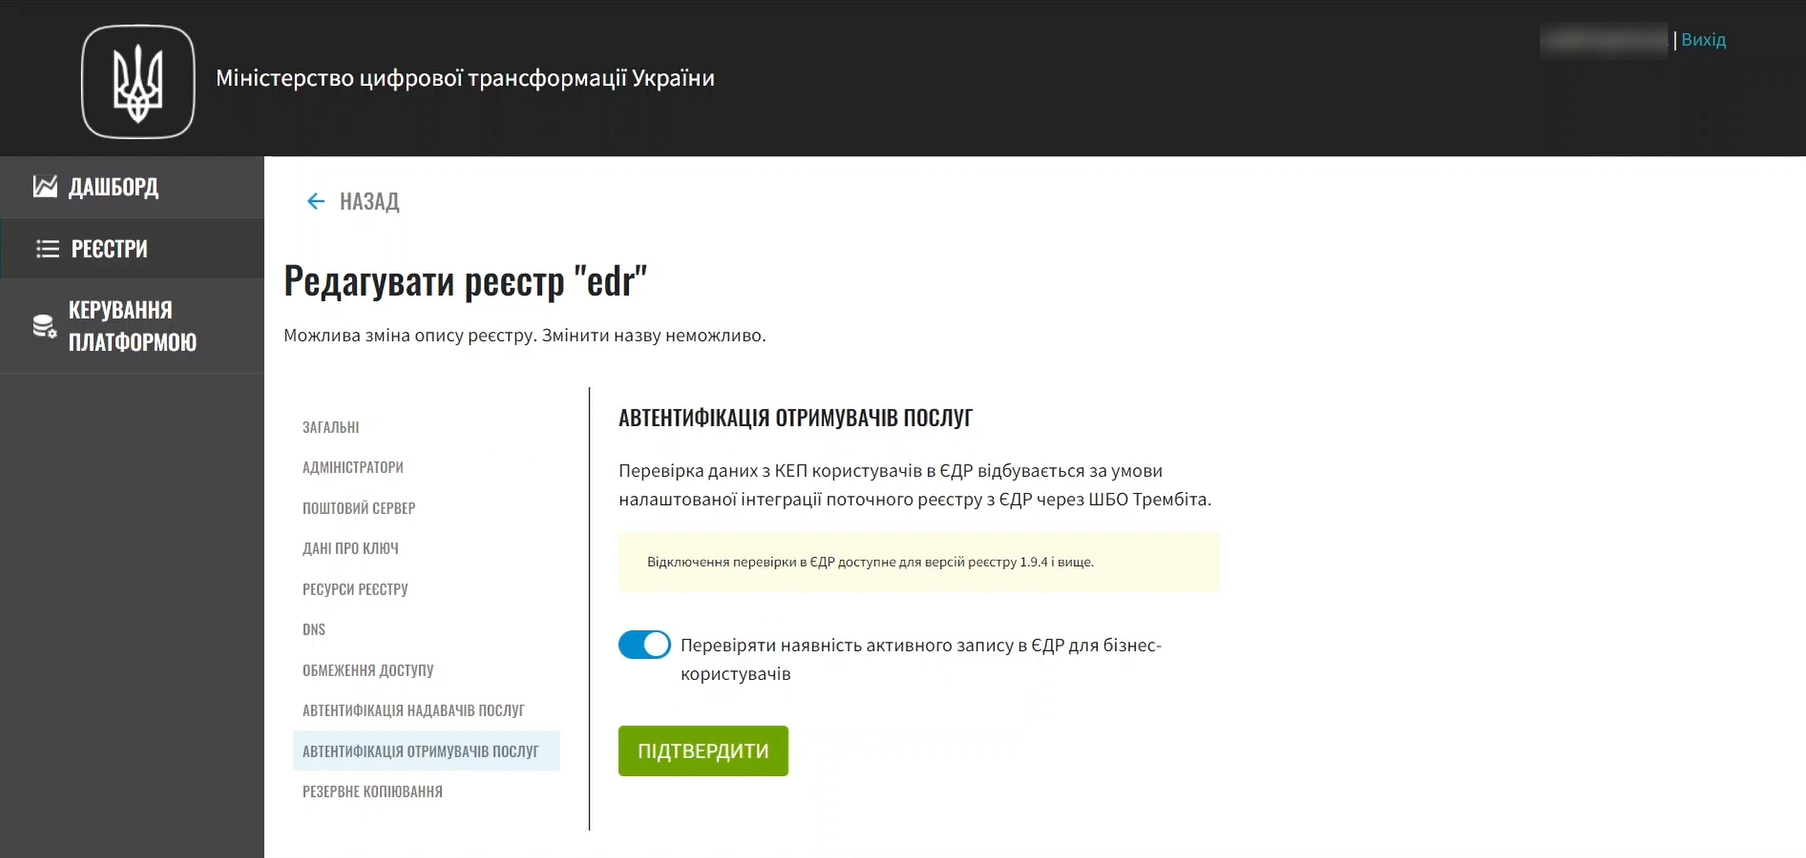 Міністерство цифрової трансформації України
| Вихід
ДАШБОРД
РЕЄСТРИ
КЕРУВАННЯ
ПЛАТФОРМОЮ
НАЗАД
Редагувати реєстр "edr"
Можлива зміна опису реєстру. Змінити назву неможливо.
ЗАГАЛЬНІ
АДМІНІСТРАТОРИ
ПОШТОВИЙ СЕРВЕР
ДАНІ ПРО КЛЮЧ
РЕСУРСИ РЕЄСТРУ
DNS
ОБМЕЖЕННЯ ДОСТУПУ
АВТЕНТИФІКАЦІЯ НАДАВАЧІВ ПОСЛУГ
АВТЕНТИФІКАЦІЯ ОТРИМУВАЧІВ ПОСЛУГ
РЕЗЕРВНЕ КОПІЮВАННЯ
АВТЕНТИФІКАЦІЯ ОТРИМУВАЧІВ ПОСЛУГ
Перевірка даних з КЕП користувачів в ЄДР відбувається за умови
налаштованої інтеграції поточного реєстру з ЄДР через ШБО Трембіта.
Відключення перевірки в ЄДР доступне для версій реєстру 1.9.4 і вище.
Перевіряти наявність активного запису в ЄДР для бізнес-
користувачів
ПІДТВЕРДИТИ